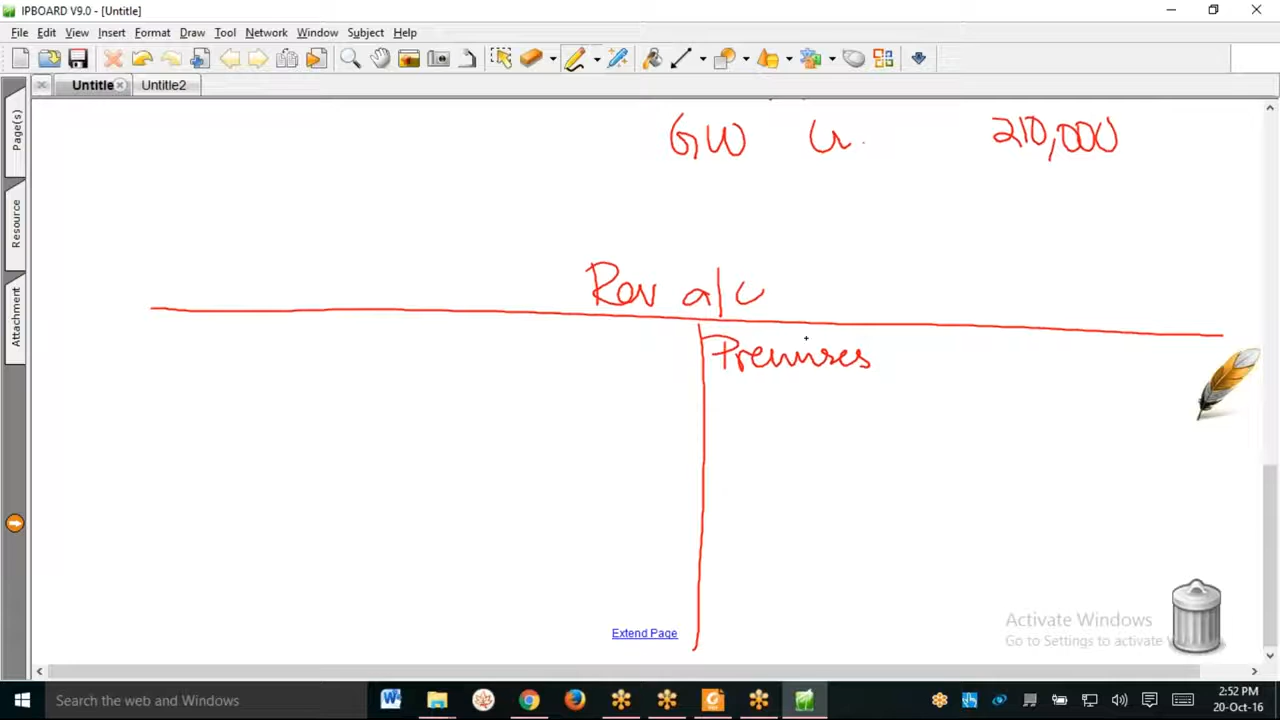 IPBOARD V9.0 - [Untitle]
File Edit View Insert Format Draw Tool Network Window Subject Help
Untitle Untitle2
Page(s)
Resource
Attachment
GW Cr. 210,000
Rev a/c
Premises
Extend Page
Activate Windows
Go to Settings to activate W
Search the web and Windows
2:52 PM
20-Oct-16